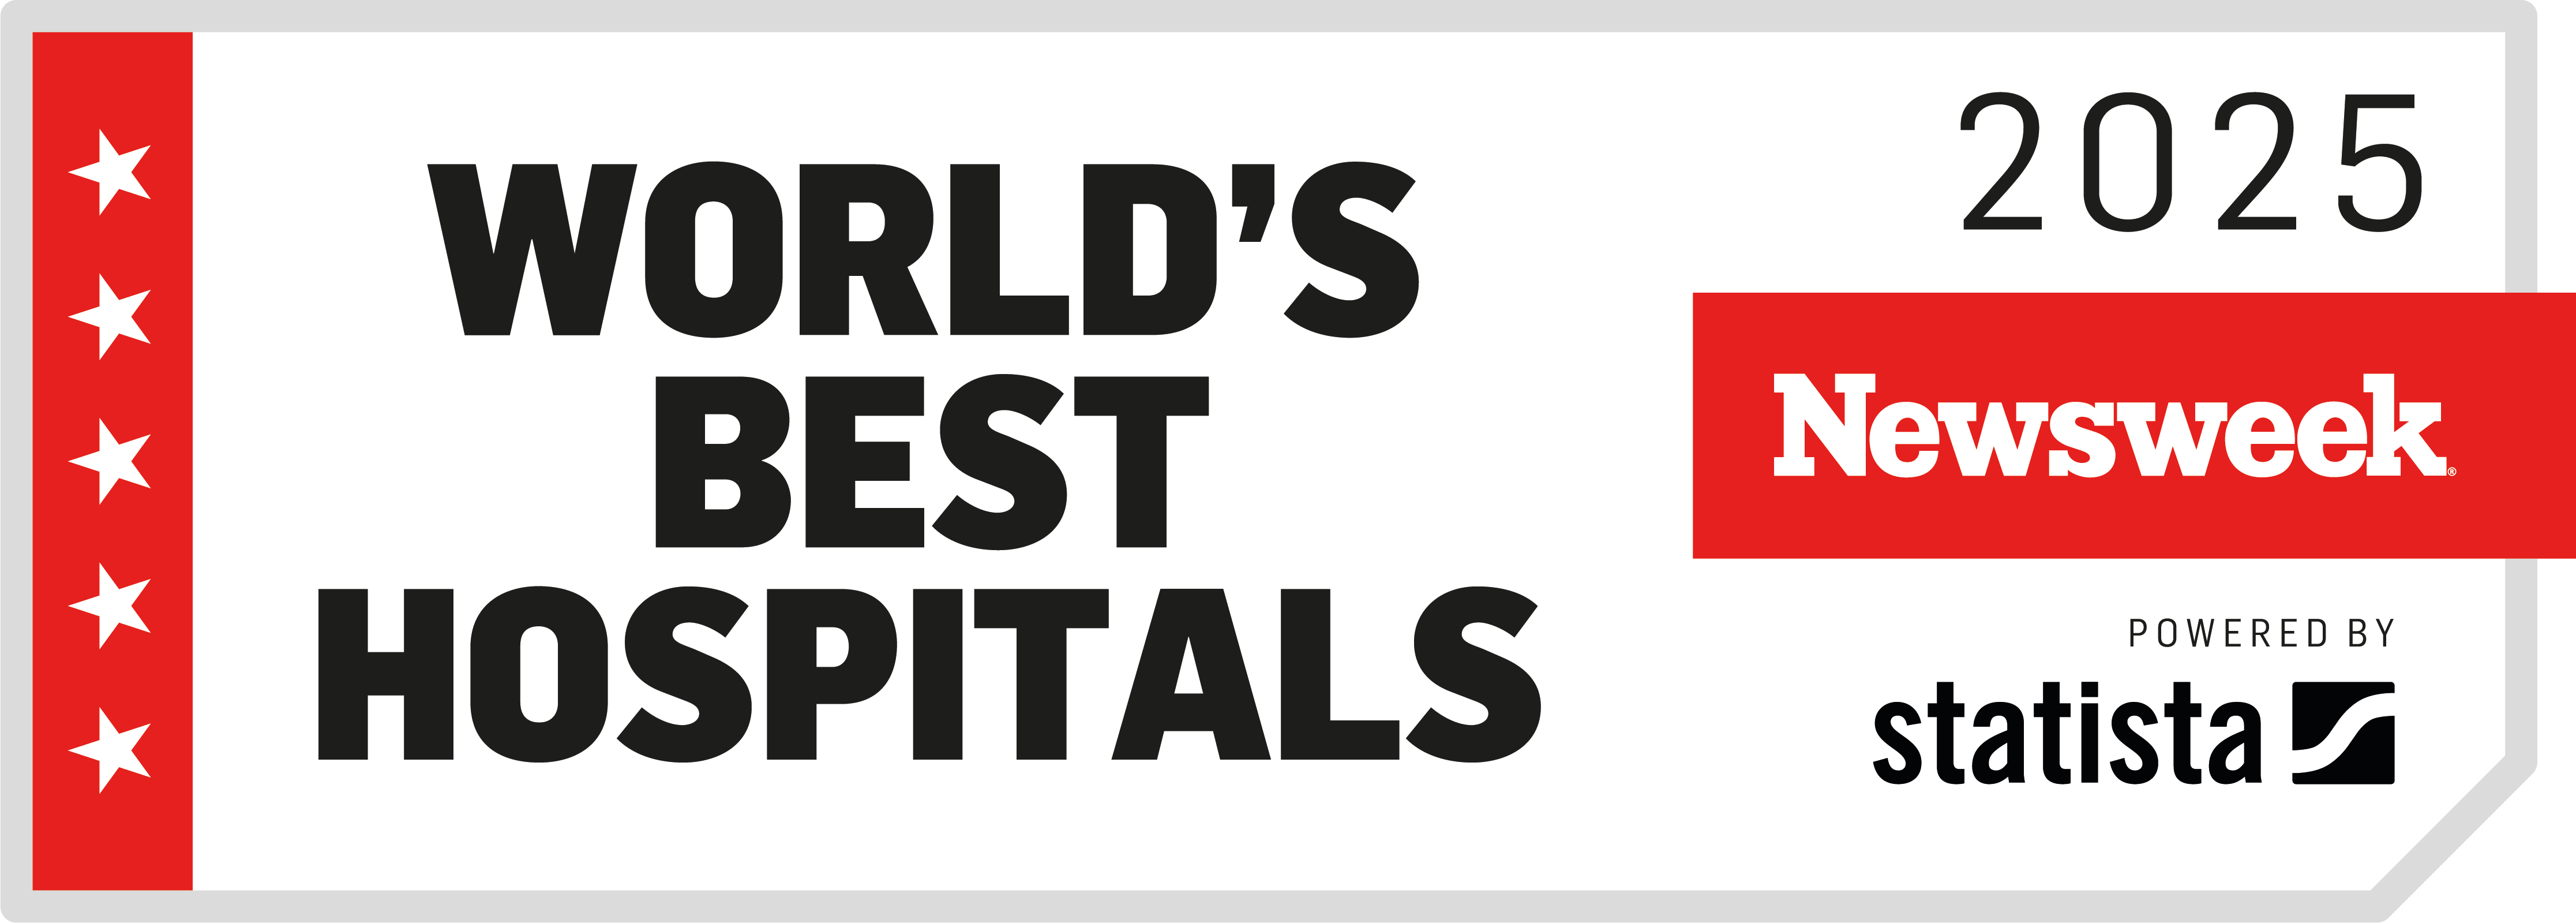 WORLD'S
BEST
HOSPITALS
2025
Newsweek®
POWERED BY
statista